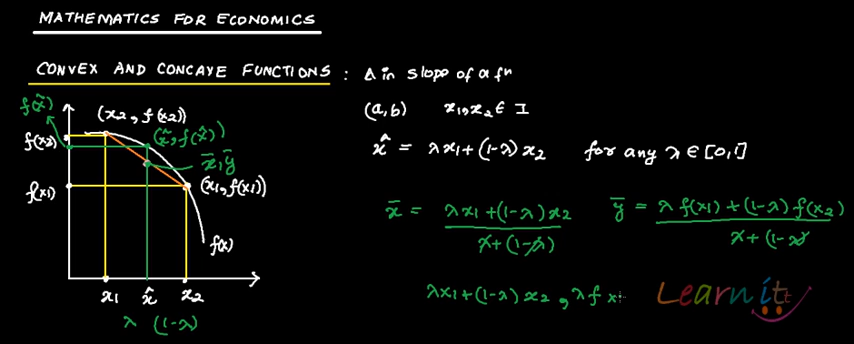 MATHEMATICS FOR ECONOMICS
CONVEX AND CONCAVE FUNCTIONS : Δ in slope of a fn
(a,b) x₁,x₂ ∈ I
x̂ = λx₁+(1-λ)x₂ for any λ ∈ [0,1]
f(x̂)
(x₂, f(x₂))
f(x₂)
(x̂, f(x̂))
x̄,ȳ
f(x₁)
(x₁, f(x₁))
f(x)
x₁ x̂ x₂
λ (1-λ)
x̄ = λx₁+(1-λ)x₂ / λ+(1-λ)
ȳ = λf(x₁)+(1-λ)f(x₂) / λ+(1-λ)
λx₁+(1-λ)x₂ , λf x
Learnitt